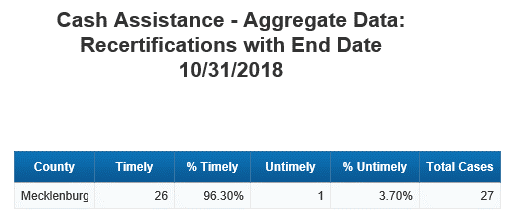 Cash Assistance - Aggregate Data:
Recertifications with End Date
10/31/2018
County Timely % Timely Untimely % Untimely Total Cases
Mecklenburg 26 96.30% 1 3.70% 27